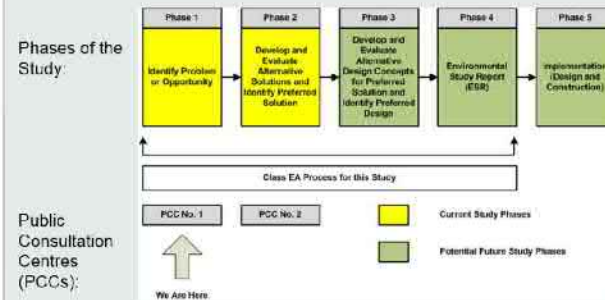 Phases of the
Study:
Phase 1
Identify Problem
or Opportunity
Phase 2
Develop and
Evaluate
Alternative
Solutions and
Identify Preferred
Solution
Phase 3
Develop and
Evaluate
Alternative
Design Concepts
for Preferred
Solution and
Identify Preferred
Design
Phase 4
Environmental
Study Report
(ESR)
Phase 5
Implementation
(Design and
Construction)
Class EA Process for this Study
Public
Consultation
Centres
(PCCs):
PCC No. 1
PCC No. 2
We Are Here
Current Study Phases
Potential Future Study Phases